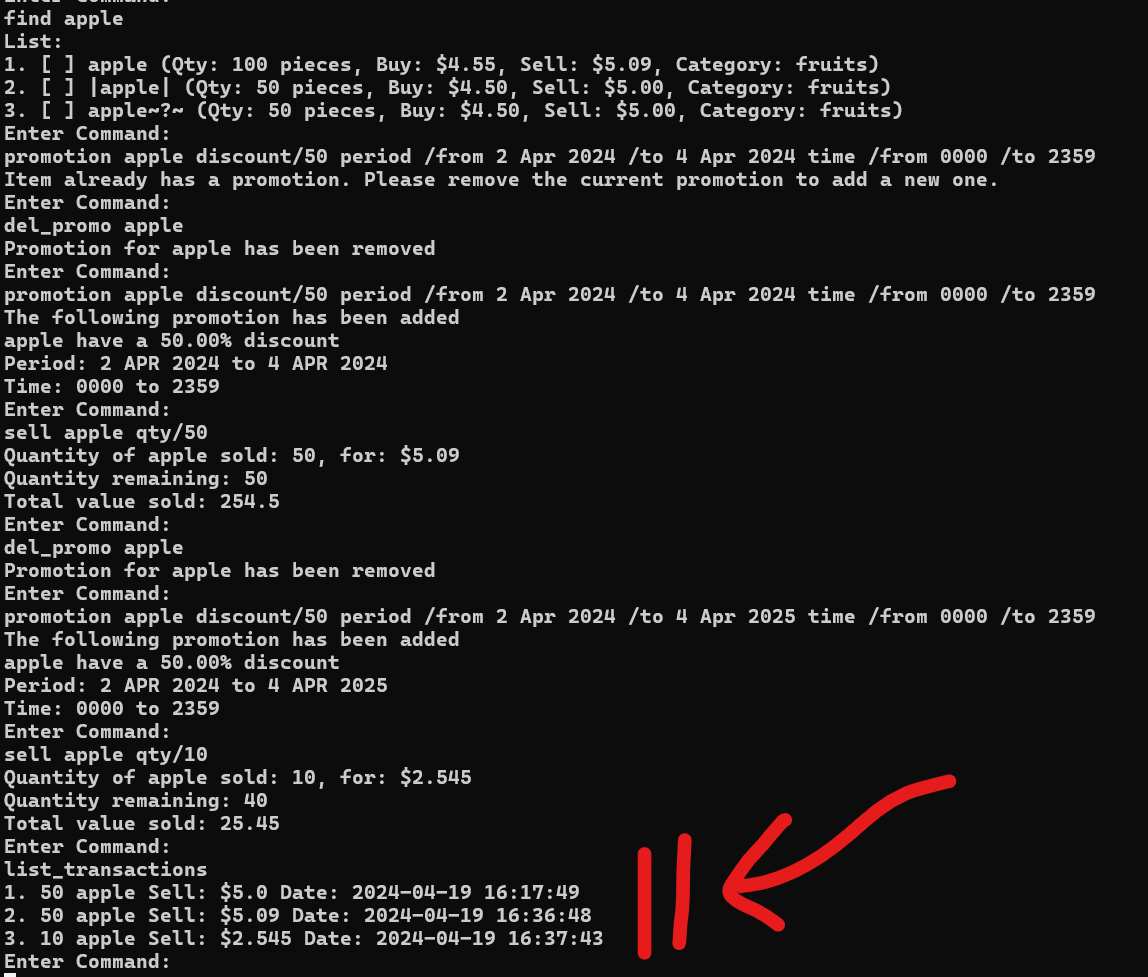 find apple
List:
1. [ ] apple (Qty: 100 pieces, Buy: $4.55, Sell: $5.09, Category: fruits)
2. [ ] |apple| (Qty: 50 pieces, Buy: $4.50, Sell: $5.00, Category: fruits)
3. [ ] apple~?~ (Qty: 50 pieces, Buy: $4.50, Sell: $5.00, Category: fruits)
Enter Command:
promotion apple discount/50 period /from 2 Apr 2024 /to 4 Apr 2024 time /from 0000 /to 2359
Item already has a promotion. Please remove the current promotion to add a new one.
Enter Command:
del_promo apple
Promotion for apple has been removed
Enter Command:
promotion apple discount/50 period /from 2 Apr 2024 /to 4 Apr 2024 time /from 0000 /to 2359
The following promotion has been added
apple have a 50.00% discount
Period: 2 APR 2024 to 4 APR 2024
Time: 0000 to 2359
Enter Command:
sell apple qty/50
Quantity of apple sold: 50, for: $5.09
Quantity remaining: 50
Total value sold: 254.5
Enter Command:
del_promo apple
Promotion for apple has been removed
Enter Command:
promotion apple discount/50 period /from 2 Apr 2024 /to 4 Apr 2025 time /from 0000 /to 2359
The following promotion has been added
apple have a 50.00% discount
Period: 2 APR 2024 to 4 APR 2025
Time: 0000 to 2359
Enter Command:
sell apple qty/10
Quantity of apple sold: 10, for: $2.545
Quantity remaining: 40
Total value sold: 25.45
Enter Command:
list_transactions
1. 50 apple Sell: $5.0 Date: 2024-04-19 16:17:49
2. 50 apple Sell: $5.09 Date: 2024-04-19 16:36:48
3. 10 apple Sell: $2.545 Date: 2024-04-19 16:37:43
Enter Command: